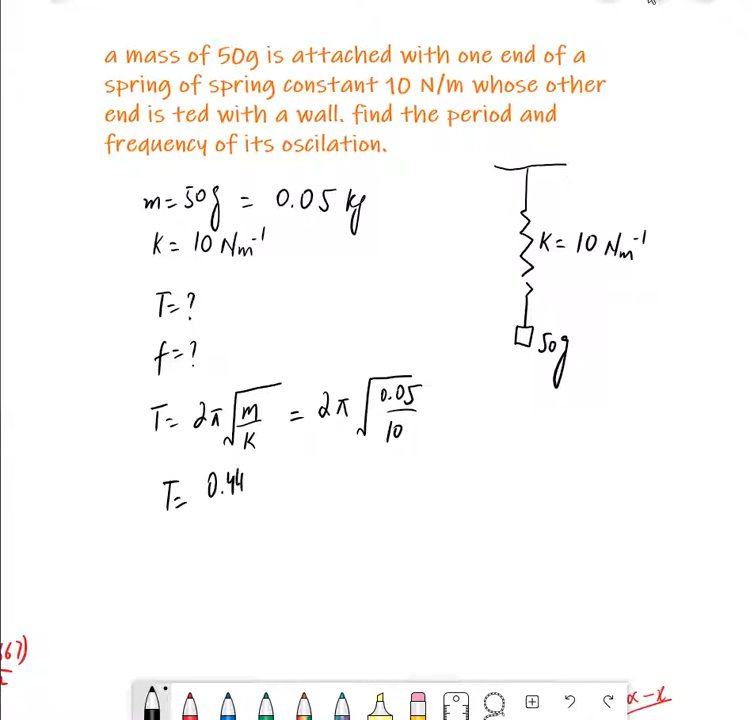 a mass of 50g is attached with one end of a
spring of spring constant 10 N/m whose other
end is ted with a wall. find the period and
frequency of its oscilation.
m = 50g = 0.05 kg
K = 10 Nm⁻¹
K = 10 Nm⁻¹
T = ?
50g
f = ?
T = 2π√(m/K) = 2π√(0.05/10)
T = 0.44
67)
α-x